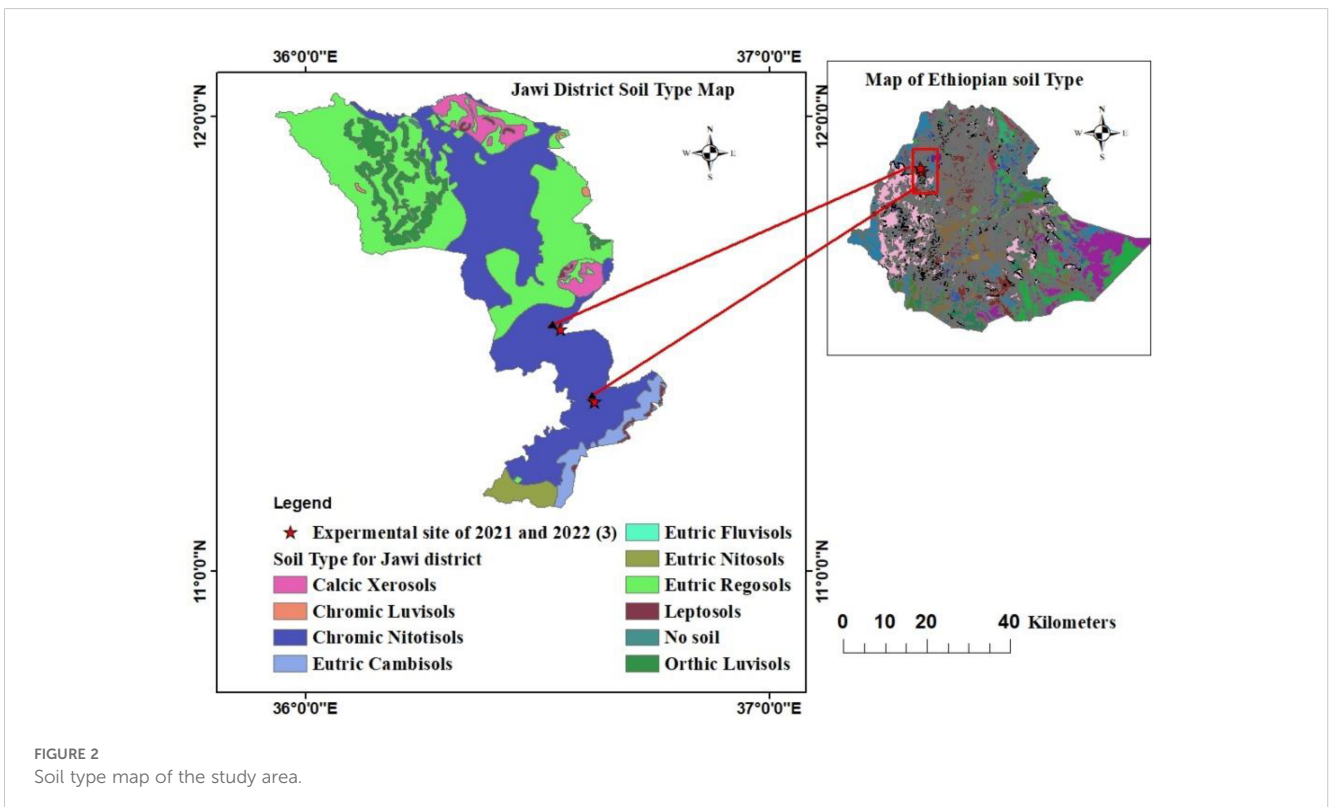 36°0'0"E
37°0'0"E
Jawi District Soil Type Map
Map of Ethiopian soil Type
12°0'0"N
12°0'0"N
N
W E
S
N
W E
S
Legend
Expermental site of 2021 and 2022 (3)
Soil Type for Jawi district
Calcic Xerosols
Chromic Luvisols
Chromic Nitotisols
Eutric Cambisols
Eutric Fluvisols
Eutric Nitosols
Eutric Regosols
Leptosols
No soil
Orthic Luvisols
11°0'0"N
11°0'0"N
0 10 20 40 Kilometers
36°0'0"E
37°0'0"E
FIGURE 2
Soil type map of the study area.